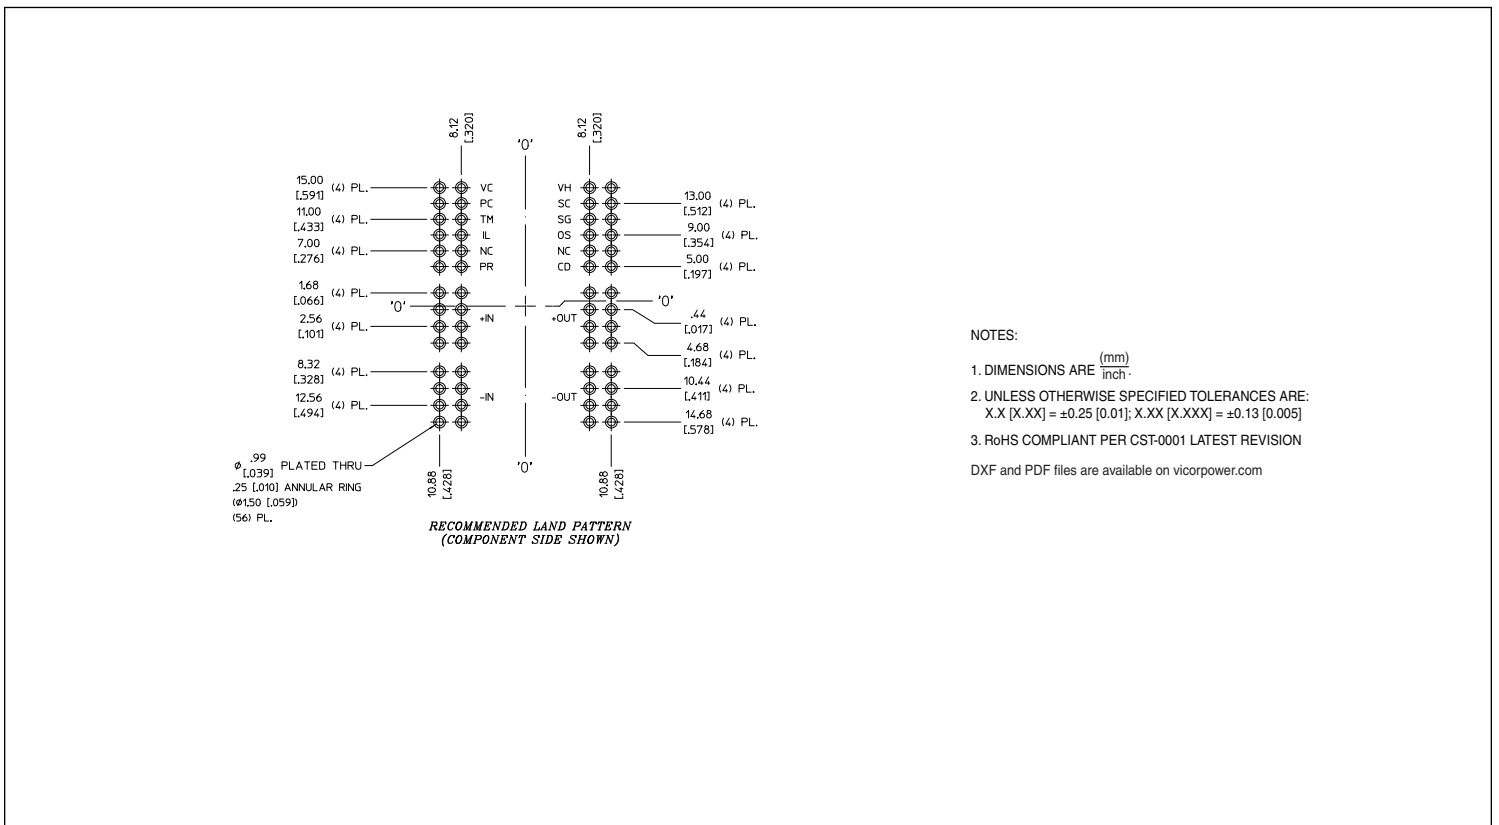 8.12
[.320]
8.12
[.320]
'0'
15.00
[.591] (4) PL.
VC
VH
PC
SC
13.00
[.512] (4) PL.
11.00
[.433] (4) PL.
TM
SG
IL
OS
9.00
[.354] (4) PL.
7.00
[.276] (4) PL.
NC
NC
PR
CD
5.00
[.197] (4) PL.
1.68
[.066] (4) PL.
'0'
'0'
2.56
[.101] (4) PL.
+IN
+OUT
.44
[.017] (4) PL.
4.68
[.184] (4) PL.
8.32
[.328] (4) PL.
10.44
[.411] (4) PL.
12.56
[.494] (4) PL.
-IN
-OUT
14.68
[.578] (4) PL.
'0'
ø .99
[.039] PLATED THRU
.25 [.010] ANNULAR RING
(ø1.50 [.059])
(56) PL.
10.88
[.428]
10.88
[.428]
RECOMMENDED LAND PATTERN
(COMPONENT SIDE SHOWN)
NOTES:
1. DIMENSIONS ARE (mm)
inch.
2. UNLESS OTHERWISE SPECIFIED TOLERANCES ARE:
X.X [X.XX] = ±0.25 [0.01]; X.XX [X.XXX] = ±0.13 [0.005]
3. RoHS COMPLIANT PER CST-0001 LATEST REVISION
DXF and PDF files are available on vicorpower.com